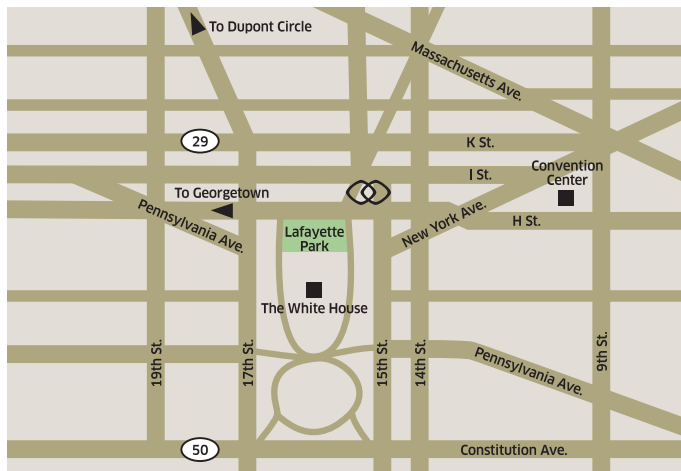 To Dupont Circle
Massachusetts Ave.
29
K St.
Convention
Center
I St.
To Georgetown
Pennsylvania Ave.
New York Ave.
H St.
Lafayette
Park
The White House
19th St.
17th St.
15th St.
14th St.
9th St.
Pennsylvania Ave.
50
Constitution Ave.